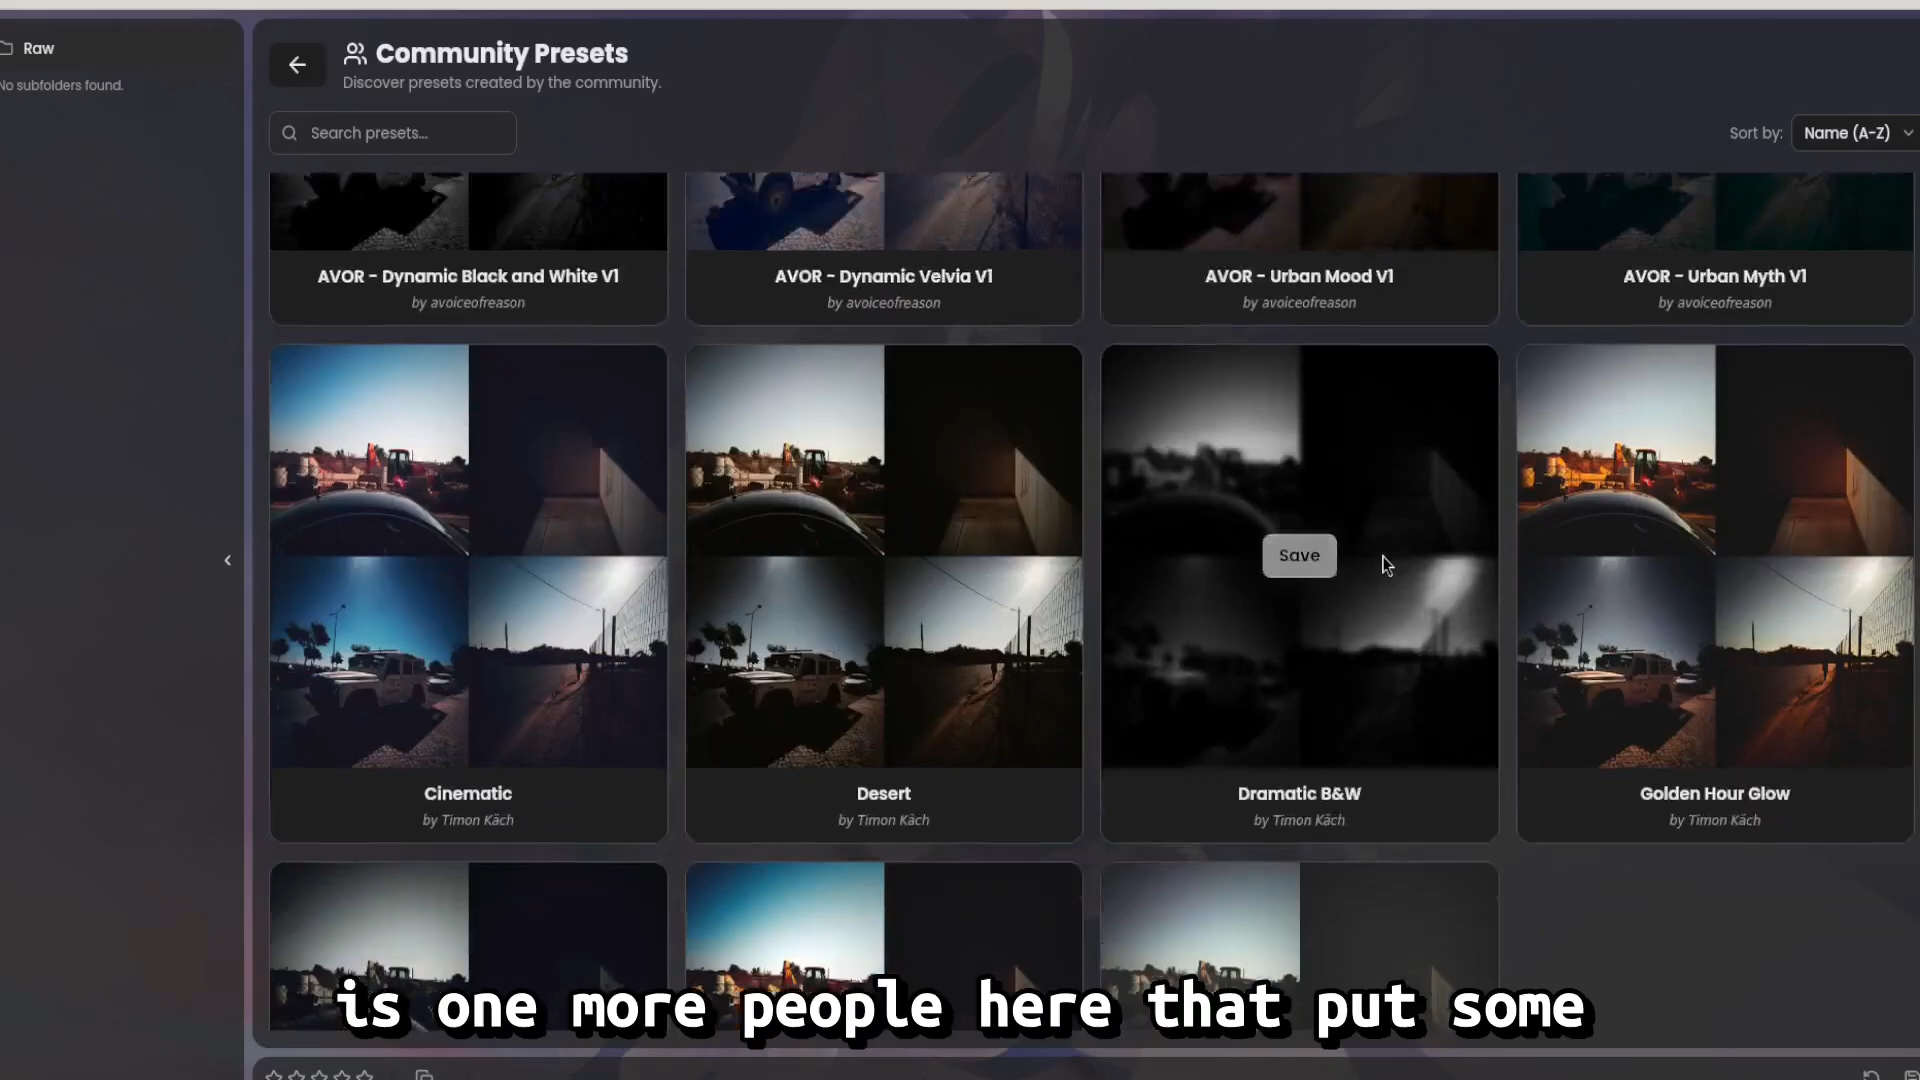 Raw
No subfolders found.
Community Presets
Discover presets created by the community.
Search presets...
Sort by:
Name (A-Z)
AVOR - Dynamic Black and White V1
by avoiceofreason
AVOR - Dynamic Velvia V1
by avoiceofreason
AVOR - Urban Mood V1
by avoiceofreason
AVOR - Urban Myth V1
by avoiceofreason
Save
Cinematic
by Timon Käch
Desert
by Timon Käch
Dramatic B&W
by Timon Käch
Golden Hour Glow
by Timon Käch
is one more people here that put some